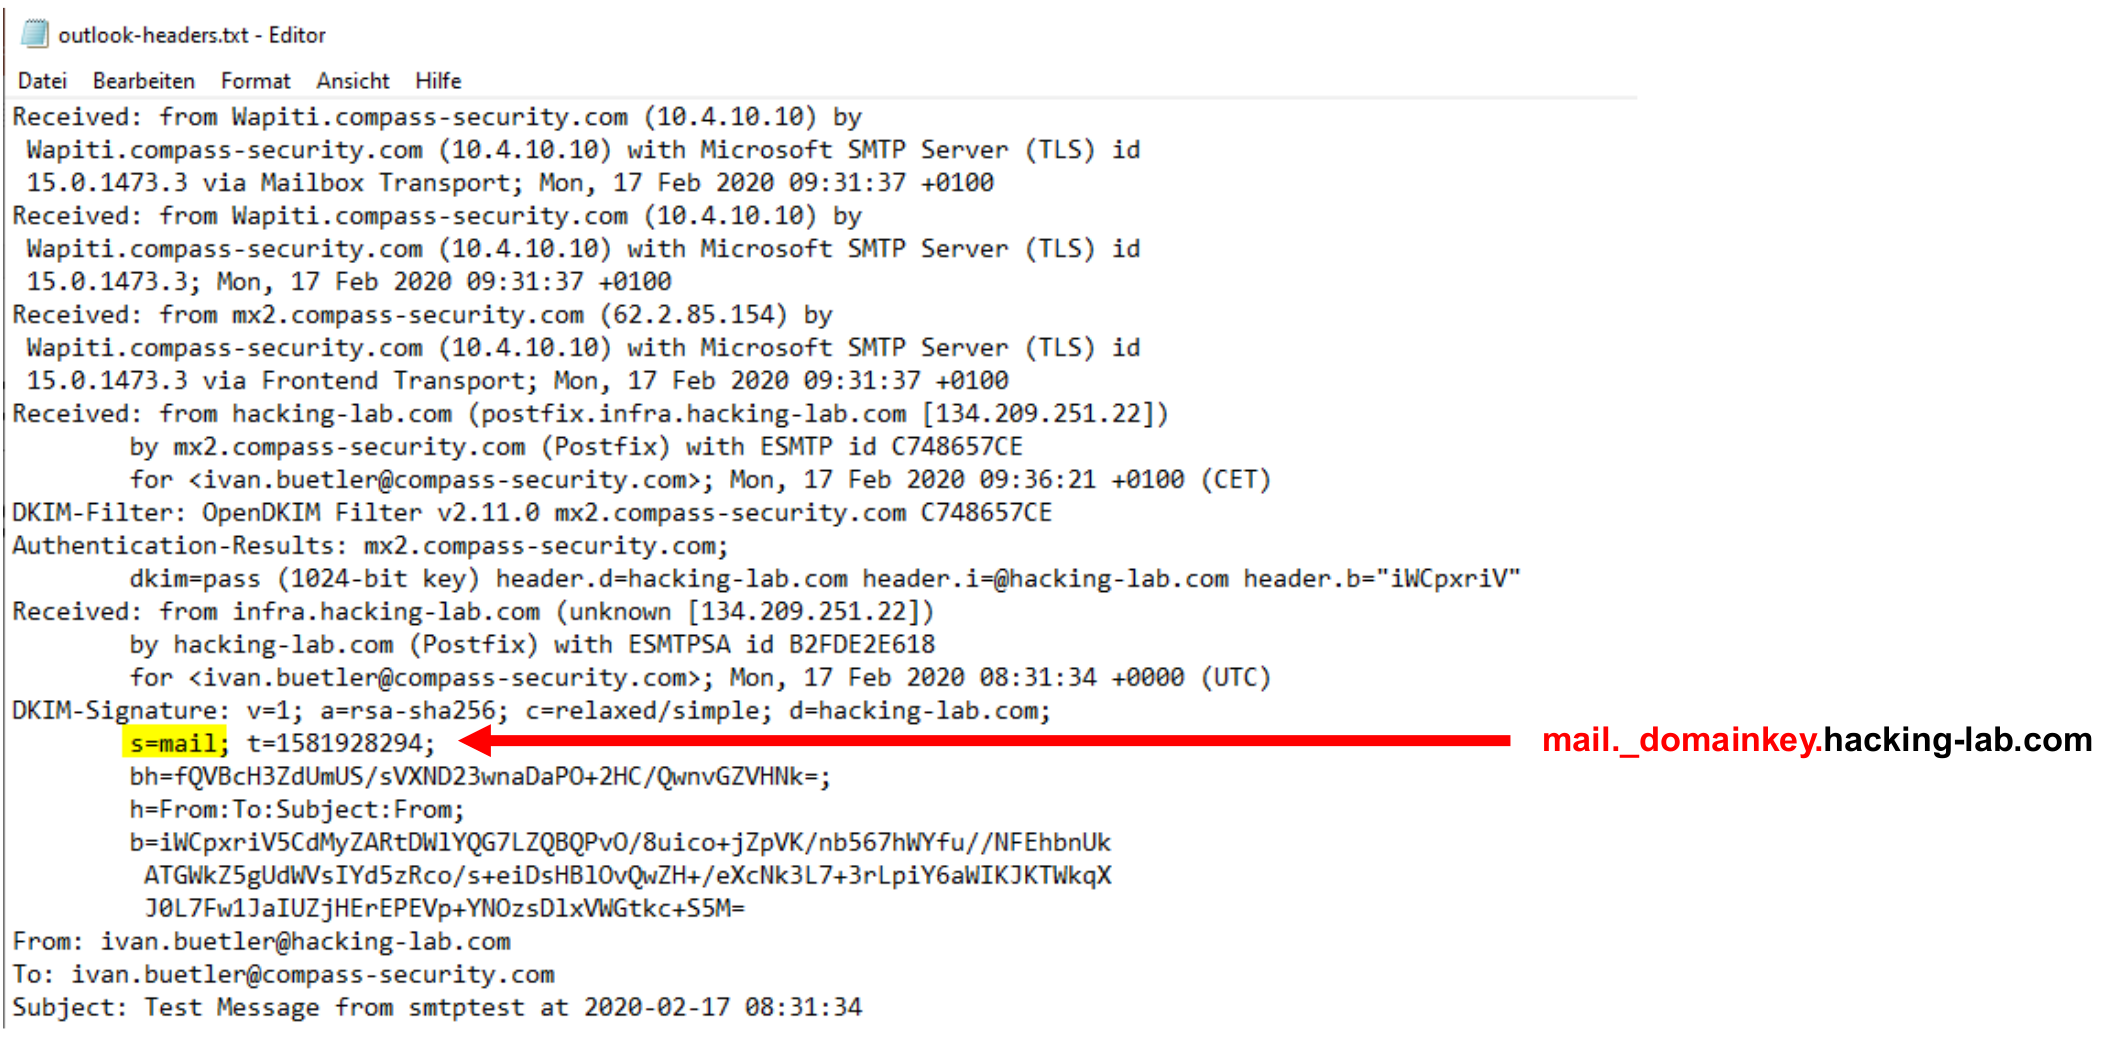 outlook-headers.txt - Editor
Datei Bearbeiten Format Ansicht Hilfe
Received: from Wapiti.compass-security.com (10.4.10.10) by
Wapiti.compass-security.com (10.4.10.10) with Microsoft SMTP Server (TLS) id
15.0.1473.3 via Mailbox Transport; Mon, 17 Feb 2020 09:31:37 +0100
Received: from Wapiti.compass-security.com (10.4.10.10) by
Wapiti.compass-security.com (10.4.10.10) with Microsoft SMTP Server (TLS) id
15.0.1473.3; Mon, 17 Feb 2020 09:31:37 +0100
Received: from mx2.compass-security.com (62.2.85.154) by
Wapiti.compass-security.com (10.4.10.10) with Microsoft SMTP Server (TLS) id
15.0.1473.3 via Frontend Transport; Mon, 17 Feb 2020 09:31:37 +0100
Received: from hacking-lab.com (postfix.infra.hacking-lab.com [134.209.251.22])
by mx2.compass-security.com (Postfix) with ESMTP id C748657CE
for <ivan.buetler@compass-security.com>; Mon, 17 Feb 2020 09:36:21 +0100 (CET)
DKIM-Filter: OpenDKIM Filter v2.11.0 mx2.compass-security.com C748657CE
Authentication-Results: mx2.compass-security.com;
dkim=pass (1024-bit key) header.d=hacking-lab.com header.i=@hacking-lab.com header.b="iWCpxriV"
Received: from infra.hacking-lab.com (unknown [134.209.251.22])
by hacking-lab.com (Postfix) with ESMTPSA id B2FDE2E618
for <ivan.buetler@compass-security.com>; Mon, 17 Feb 2020 08:31:34 +0000 (UTC)
DKIM-Signature: v=1; a=rsa-sha256; c=relaxed/simple; d=hacking-lab.com;
s=mail; t=1581928294;
mail._domainkey.hacking-lab.com
bh=fQVBcH3ZdUmUS/sVXND23wnaDaPO+2HC/QwnvGZVHNk=;
h=From:To:Subject:From;
b=iWCpxriV5CdMyZARtDWlYQG7LZQBQPvO/8uico+jZpVK/nb567hWYfu//NFEhbnUk
ATGWkZ5gUdWVsIYd5zRco/s+eiDsHBlOvQwZH+/eXcNk3L7+3rLpiY6aWIKJKTWkqX
J0L7Fw1JaIUZjHErEPEVp+YNOzsDlxVWGtkc+S5M=
From: ivan.buetler@hacking-lab.com
To: ivan.buetler@compass-security.com
Subject: Test Message from smtptest at 2020-02-17 08:31:34